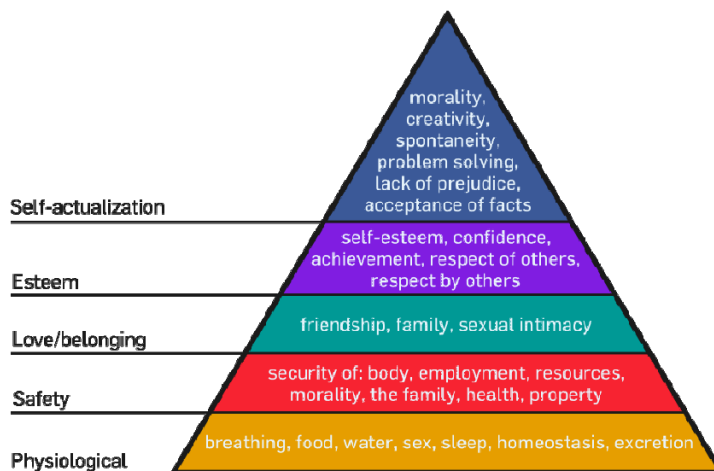 morality,
creativity,
spontaneity,
problem solving,
lack of prejudice,
acceptance of facts
Self-actualization
self-esteem, confidence,
achievement, respect of others,
respect by others
Esteem
friendship, family, sexual intimacy
Love/belonging
security of: body, employment, resources,
morality, the family, health, property
Safety
breathing, food, water, sex, sleep, homeostasis, excretion
Physiological